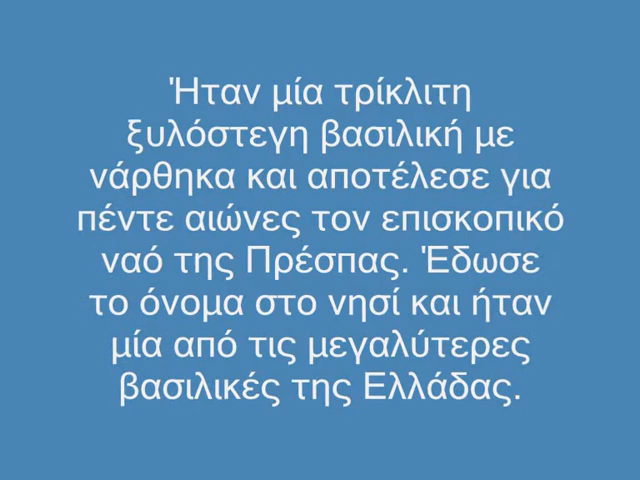 Ήταν μία τρίκλιτη
ξυλόστεγη βασιλική με
νάρθηκα και αποτέλεσε για
πέντε αιώνες τον επισκοπικό
ναό της Πρέσπας. Έδωσε
το όνομα στο νησί και ήταν
μία από τις μεγαλύτερες
βασιλικές της Ελλάδας.